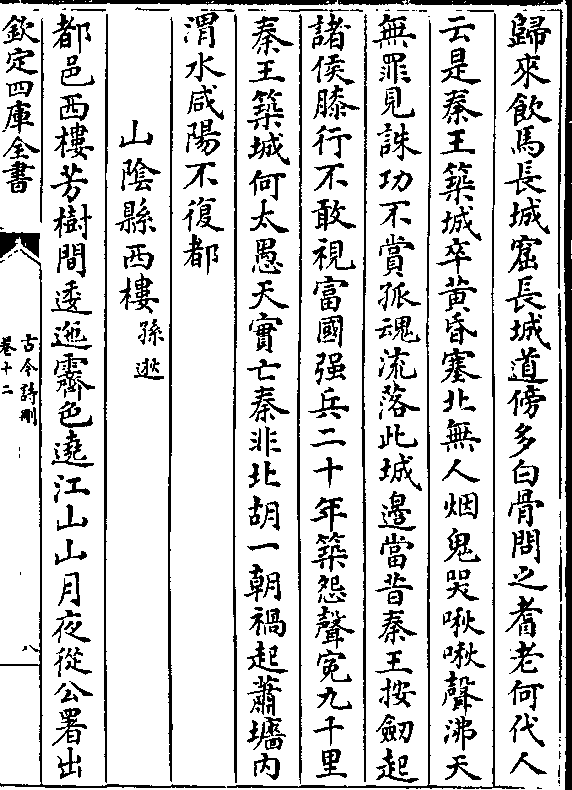 歸來飲馬長城窟長城道傍多白骨問之耆老何代人
云是秦王築城卒黄昏塞北無人烟鬼哭啾啾聲沸天
無罪見誅功不賞孤魂流落此城邉當昔秦王按劒起
諸侯膝行不敢視富國强兵二十年築怨聲寃九千里
秦王築城何太愚天實亡秦非北胡一朝禍起蕭墻内
渭水咸陽不復都
山陰縣西樓 孫逖
都邑西樓芳樹間逶迤霽色遶江山山月夜從公署出
欽定四庫全書
古今詩刪
卷十二
八